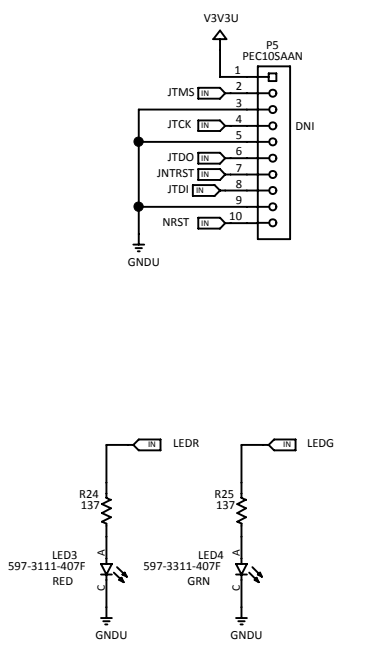 V3V3U
P5
PEC10SAAN
1
JTMS IN 2
3
JTCK IN 4
DNI
5
JTDO IN 6
JNTRST IN 7
JTDI IN 8
9
NRST IN 10
GNDU
IN LEDR
IN LEDG
R24
137
R25
137
A
A
LED3
597-3111-407F
RED
C
LED4
597-3311-407F
GRN
C
GNDU
GNDU